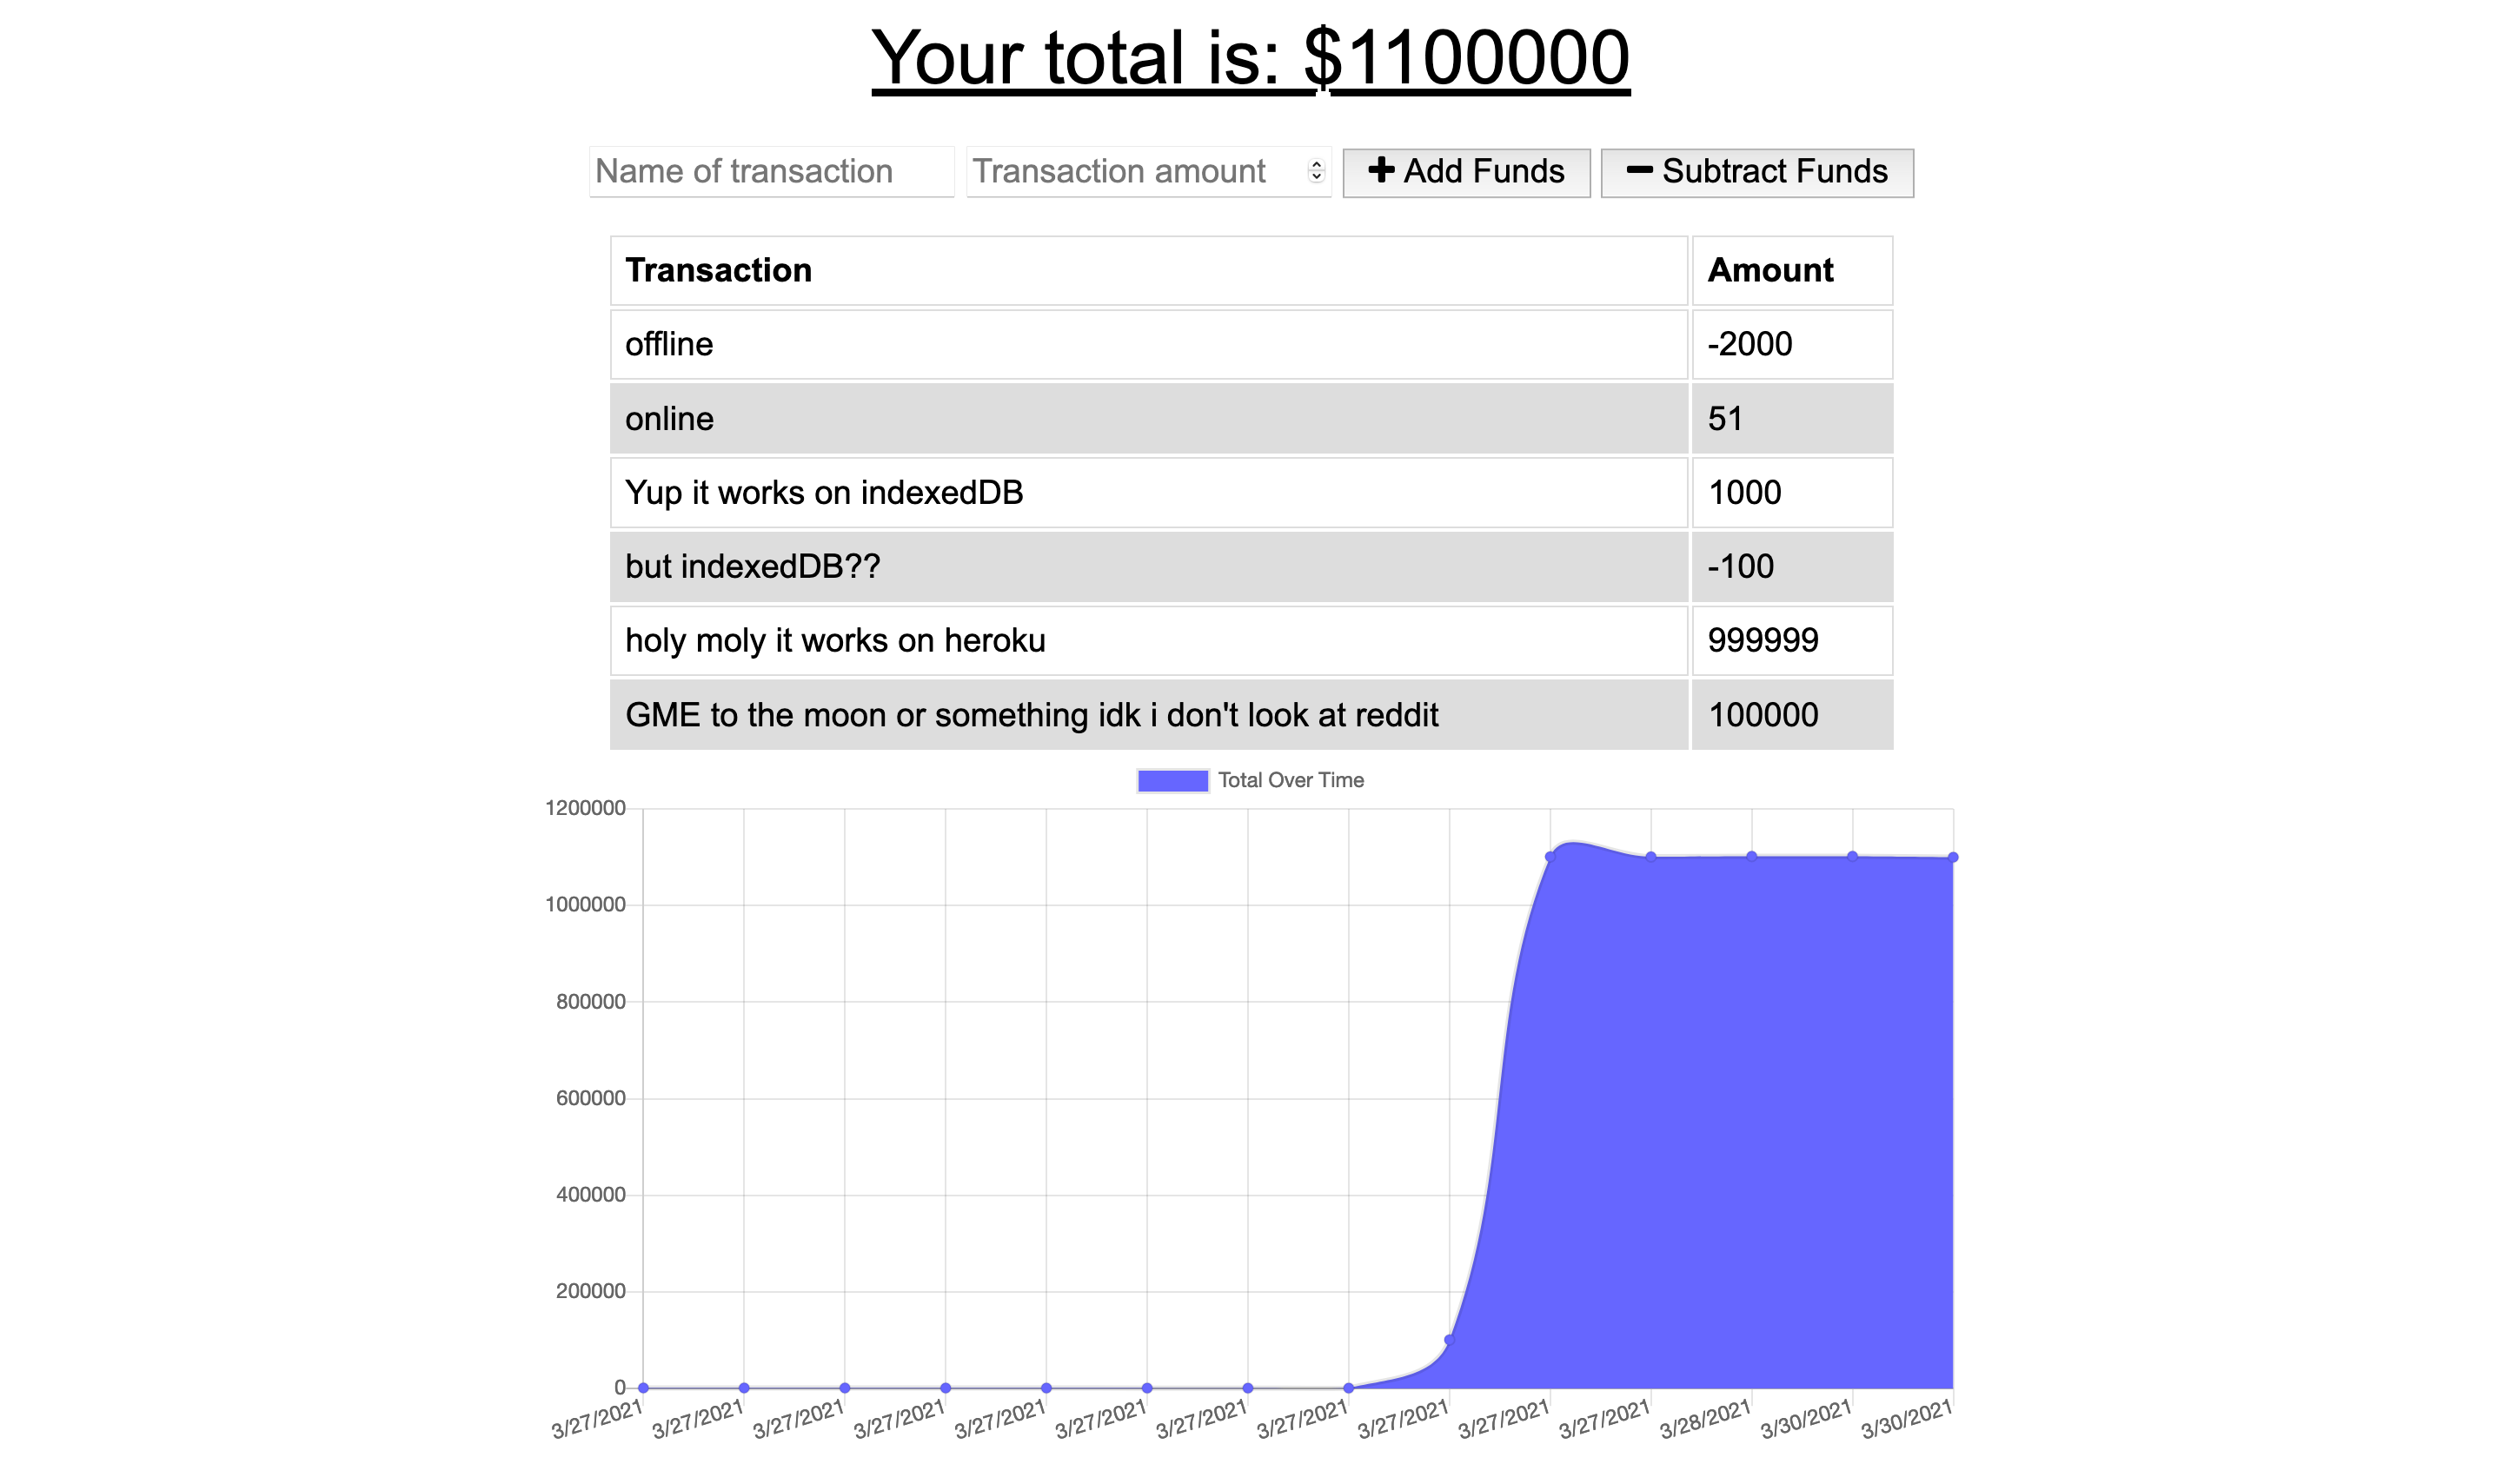 Your total is: $1100000
Name of transaction Transaction amount Add Funds Subtract Funds
Transaction Amount
offline -2000
online 51
Yup it works on indexedDB 1000
but indexedDB?? -100
holy moly it works on heroku 999999
GME to the moon or something idk i don't look at reddit 100000
Total Over Time
1200000
1000000
800000
600000
400000
200000
0
3/27/2021 3/27/2021 3/27/2021 3/27/2021 3/27/2021 3/27/2021 3/27/2021 3/27/2021 3/27/2021 3/27/2021 3/27/2021 3/28/2021 3/30/2021 3/30/2021